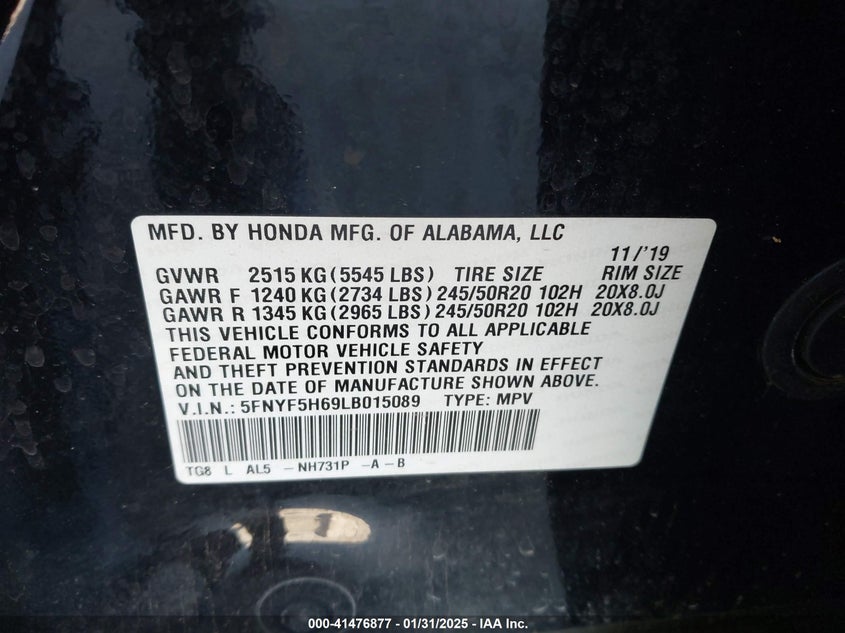 MFD. BY HONDA MFG. OF ALABAMA, LLC
11/'19
GVWR 2515 KG (5545 LBS) TIRE SIZE RIM SIZE
GAWR F 1240 KG (2734 LBS) 245/50R20 102H 20X8.0J
GAWR R 1345 KG (2965 LBS) 245/50R20 102H 20X8.0J
THIS VEHICLE CONFORMS TO ALL APPLICABLE
FEDERAL MOTOR VEHICLE SAFETY
AND THEFT PREVENTION STANDARDS IN EFFECT
ON THE DATE OF MANUFACTURE SHOWN ABOVE.
V.I.N.: 5FNYF5H69LB015089 TYPE: MPV
TG8 L AL5 -NH731P -A-B -
000-41476877 - 01/31/2025 - IAA Inc.